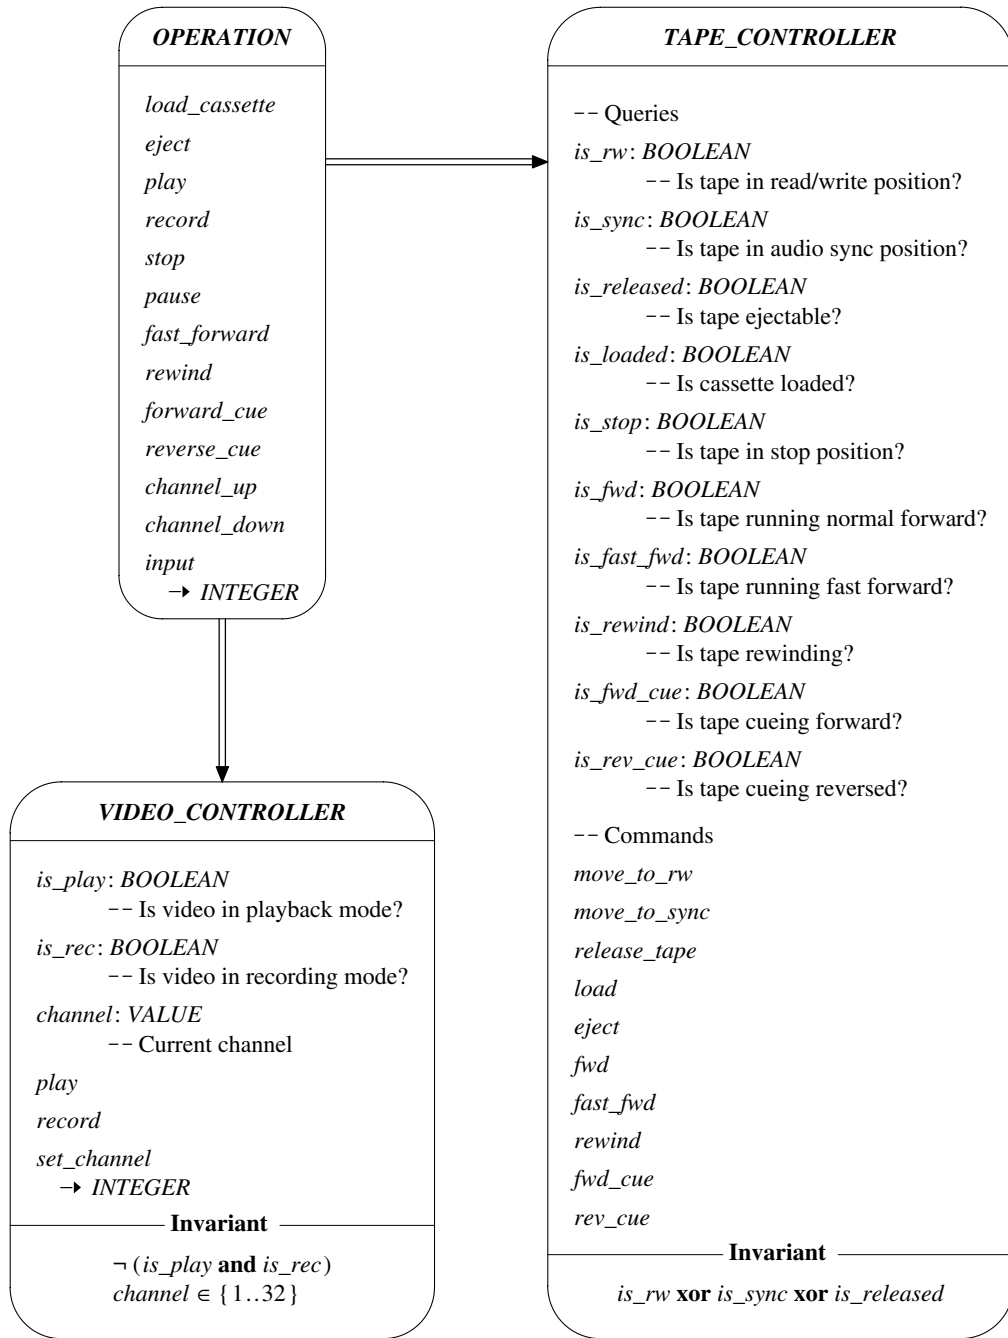 OPERATION
load_cassette
eject
play
record
stop
pause
fast_forward
rewind
forward_cue
reverse_cue
channel_up
channel_down
input
→ INTEGER
TAPE_CONTROLLER
-- Queries
is_rw: BOOLEAN
-- Is tape in read/write position?
is_sync: BOOLEAN
-- Is tape in audio sync position?
is_released: BOOLEAN
-- Is tape ejectable?
is_loaded: BOOLEAN
-- Is cassette loaded?
is_stop: BOOLEAN
-- Is tape in stop position?
is_fwd: BOOLEAN
-- Is tape running normal forward?
is_fast_fwd: BOOLEAN
-- Is tape running fast forward?
is_rewind: BOOLEAN
-- Is tape rewinding?
is_fwd_cue: BOOLEAN
-- Is tape cueing forward?
is_rev_cue: BOOLEAN
-- Is tape cueing reversed?
-- Commands
move_to_rw
move_to_sync
release_tape
load
eject
fwd
fast_fwd
rewind
fwd_cue
rev_cue
Invariant
is_rw xor is_sync xor is_released
VIDEO_CONTROLLER
is_play: BOOLEAN
-- Is video in playback mode?
is_rec: BOOLEAN
-- Is video in recording mode?
channel: VALUE
-- Current channel
play
record
set_channel
→ INTEGER
Invariant
¬ (is_play and is_rec)
channel ∈ {1..32}